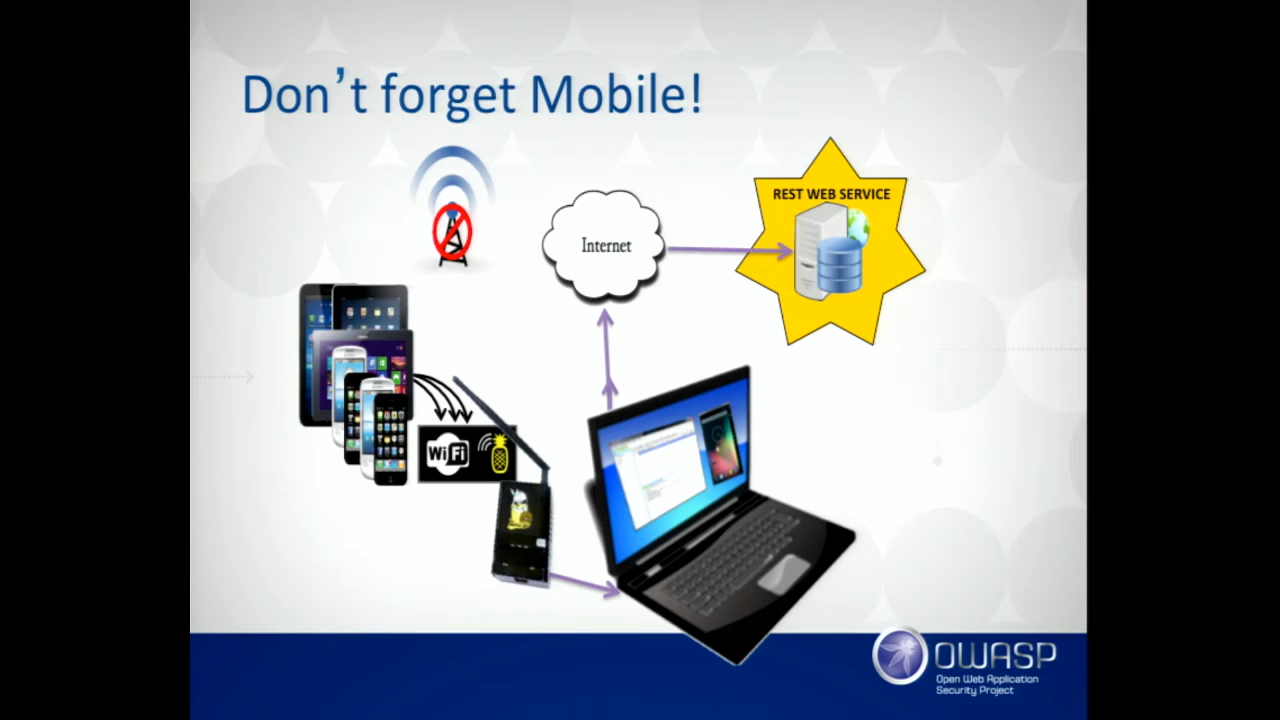 Don't forget Mobile!
REST WEB SERVICE
Internet
WiFi
OWASP
Open Web Application
Security Project